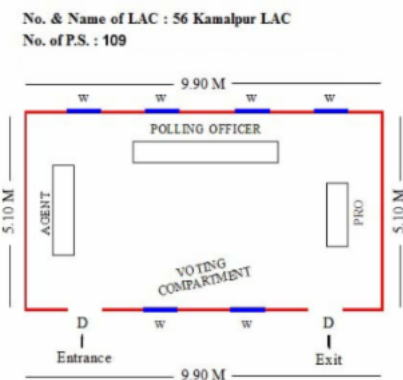 No. & Name of LAC : 56 Kamalpur LAC
No. of P.S. : 109
9.90 M
W W W W
POLLING OFFICER
5.10 M
AGENT
PRO
5.10 M
VOTING
COMPARTMENT
D W W D
Entrance Exit
9.90 M